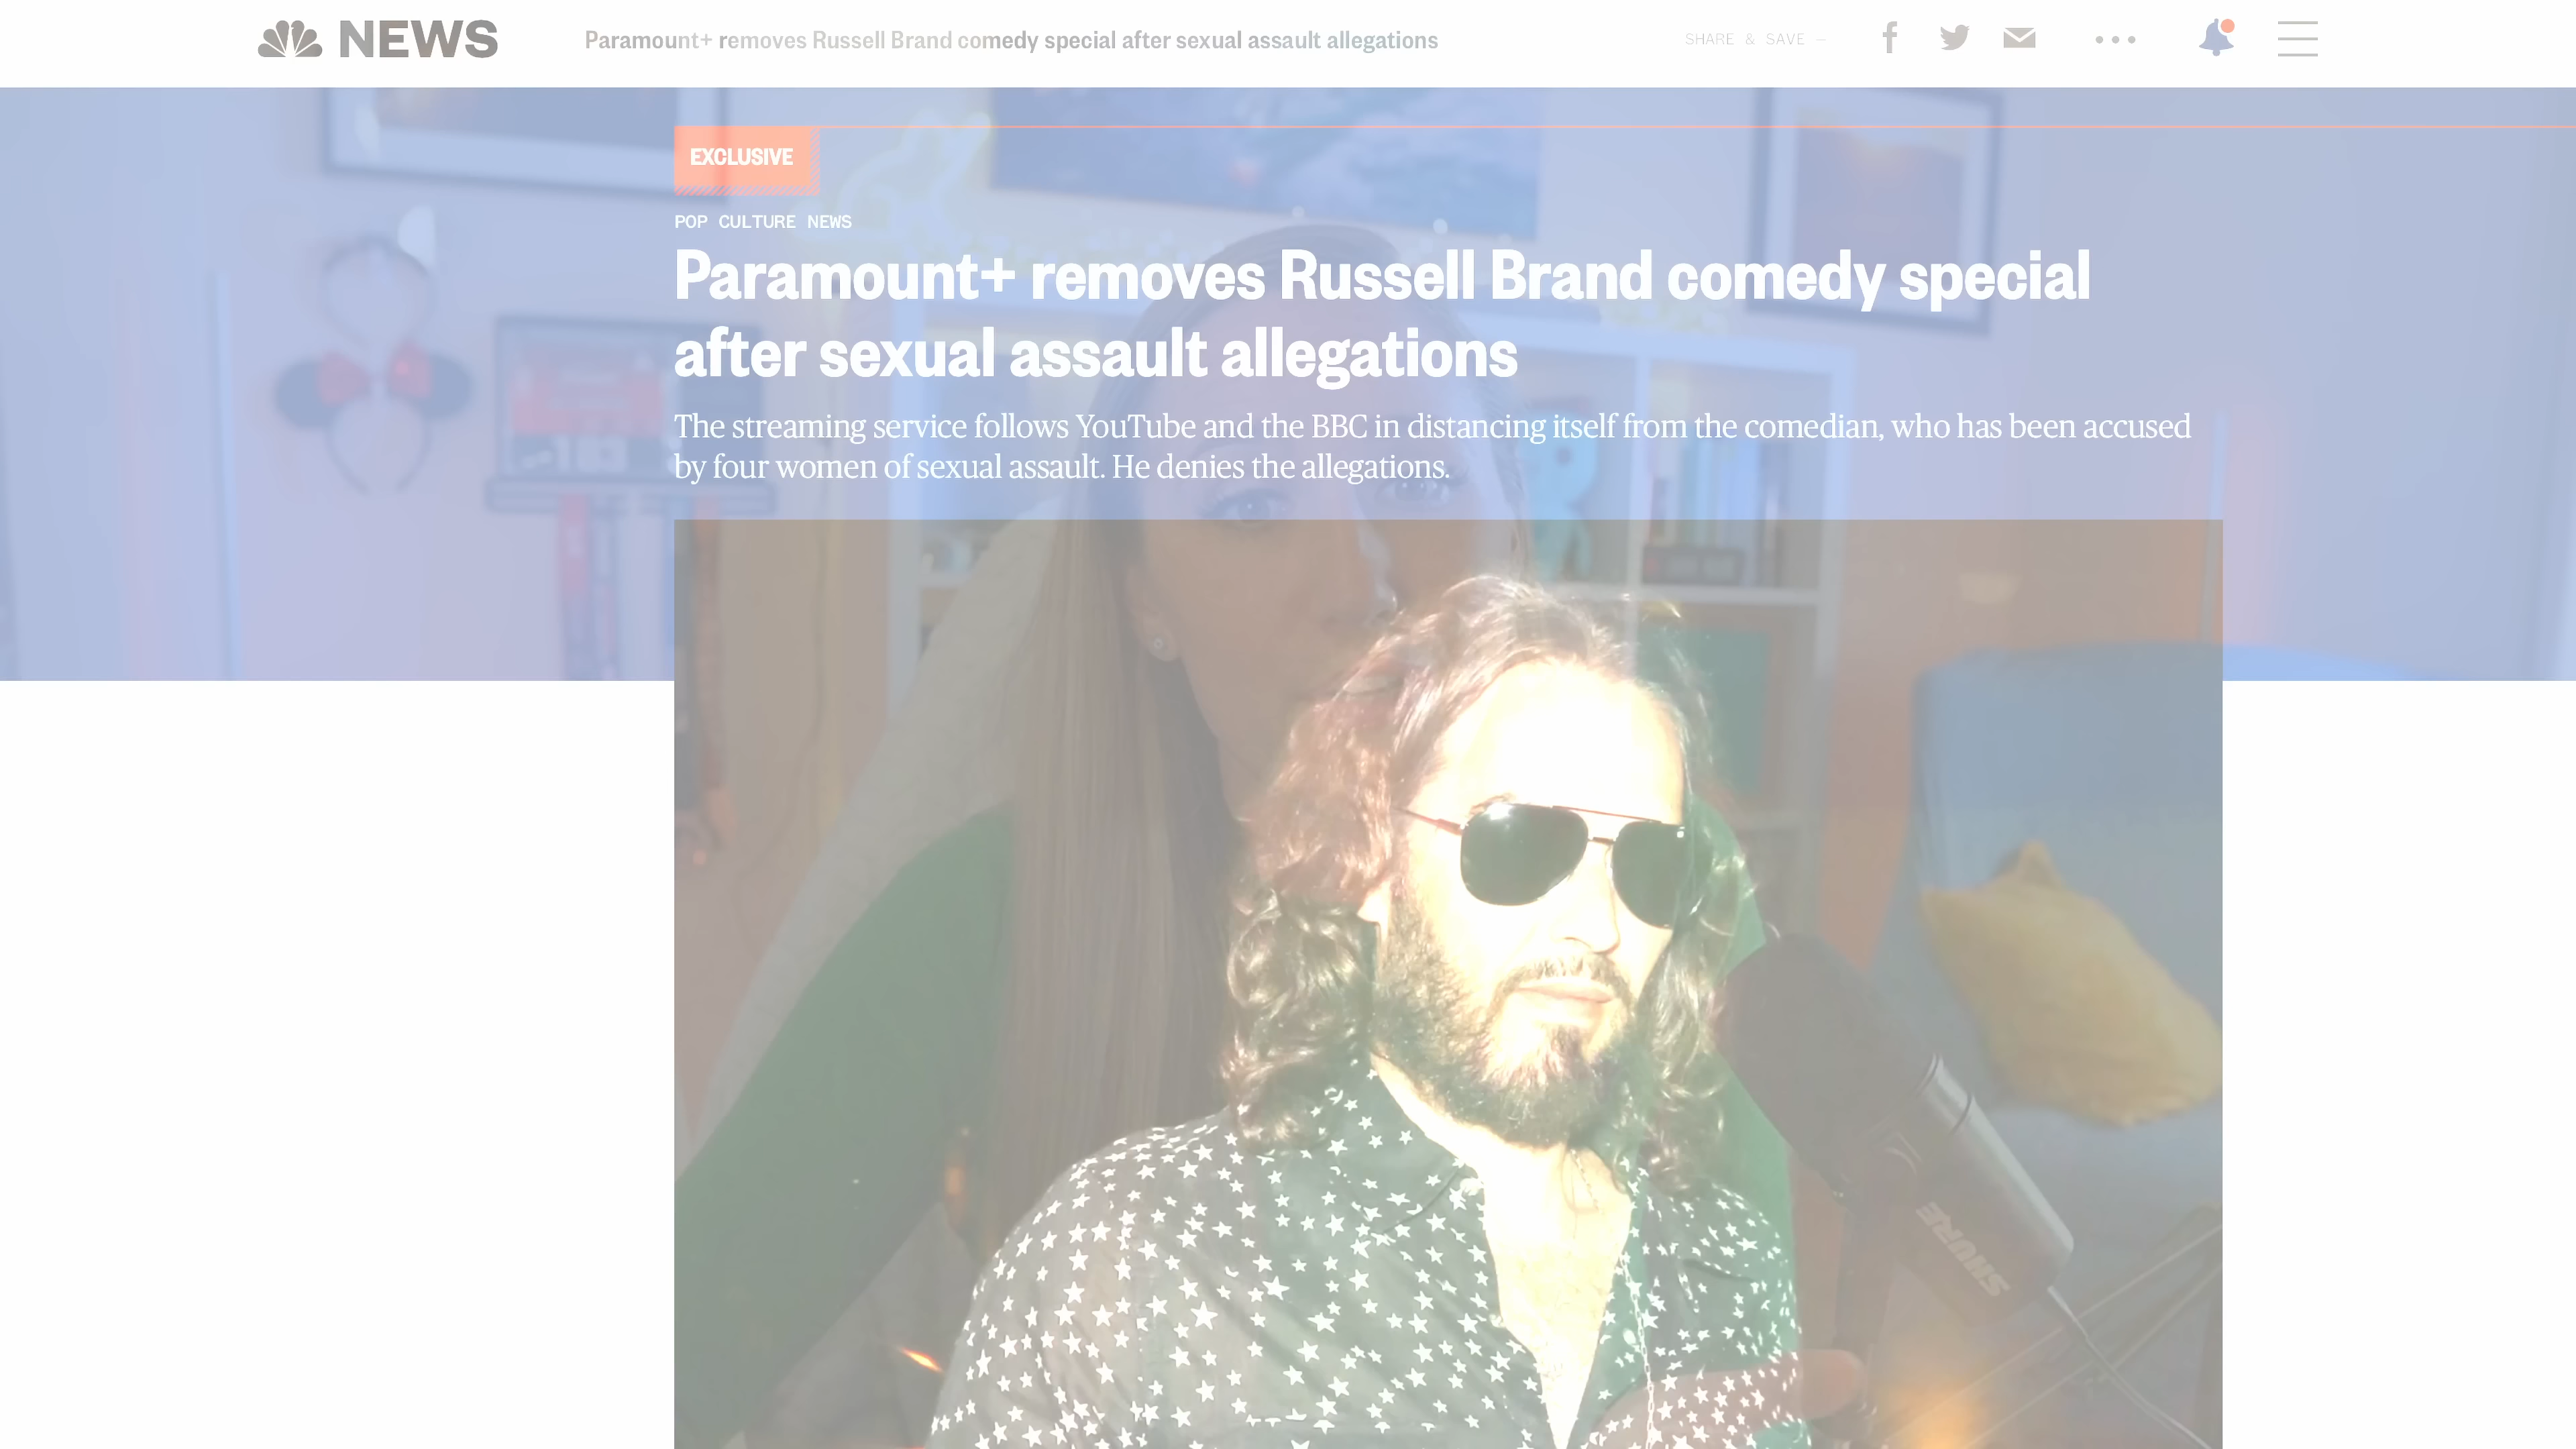 NEWS
Paramount+ removes Russell Brand comedy special after sexual assault allegations
SHARE & SAVE —
EXCLUSIVE
POP CULTURE NEWS
Paramount+ removes Russell Brand comedy special
after sexual assault allegations
The streaming service follows YouTube and the BBC in distancing itself from the comedian, who has been accused
by four women of sexual assault. He denies the allegations.
SHURE